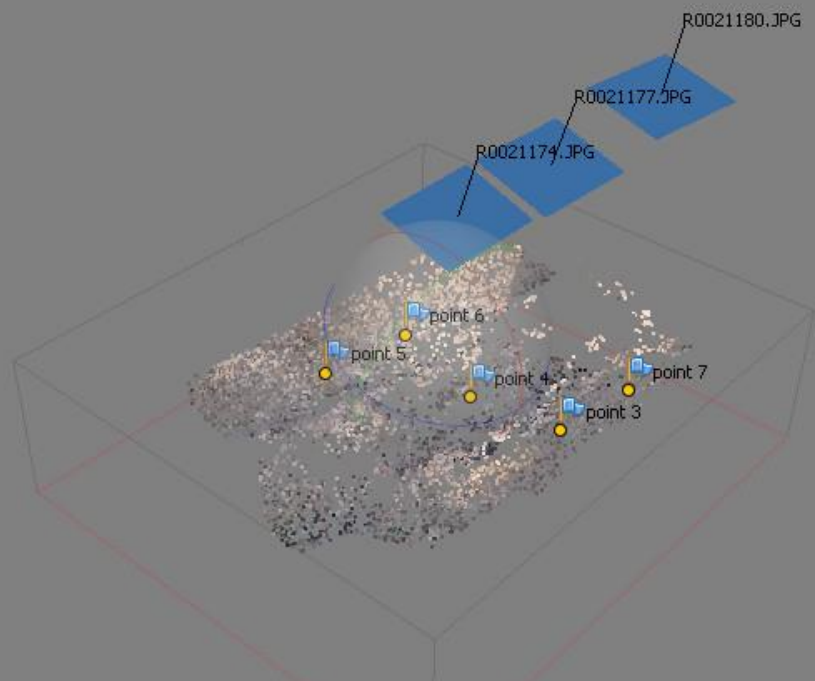 R0021180.JPG
R0021177.JPG
R0021174.JPG
point 6
point 5
point 4
point 7
point 3